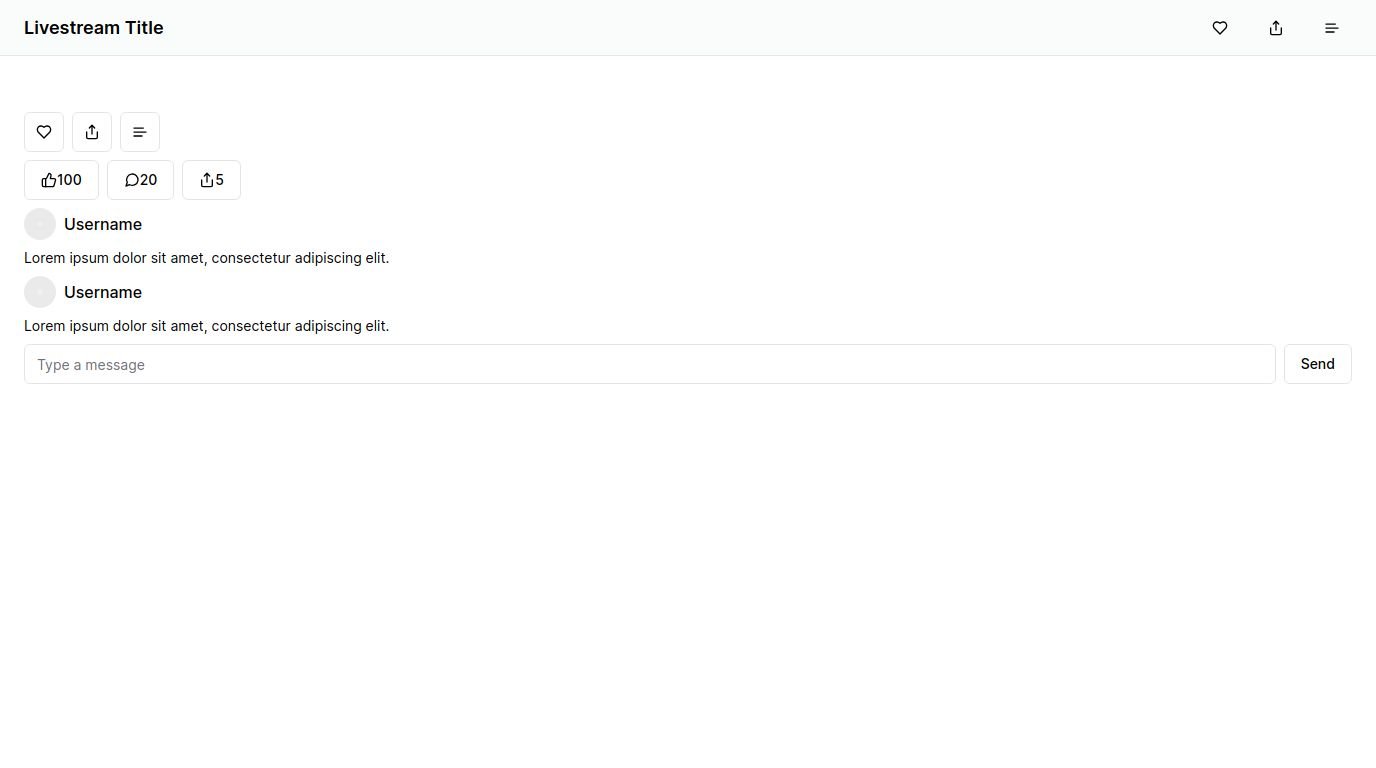 Livestream Title
100 20 5
Username
Lorem ipsum dolor sit amet, consectetur adipiscing elit.
Username
Lorem ipsum dolor sit amet, consectetur adipiscing elit.
Type a message Send